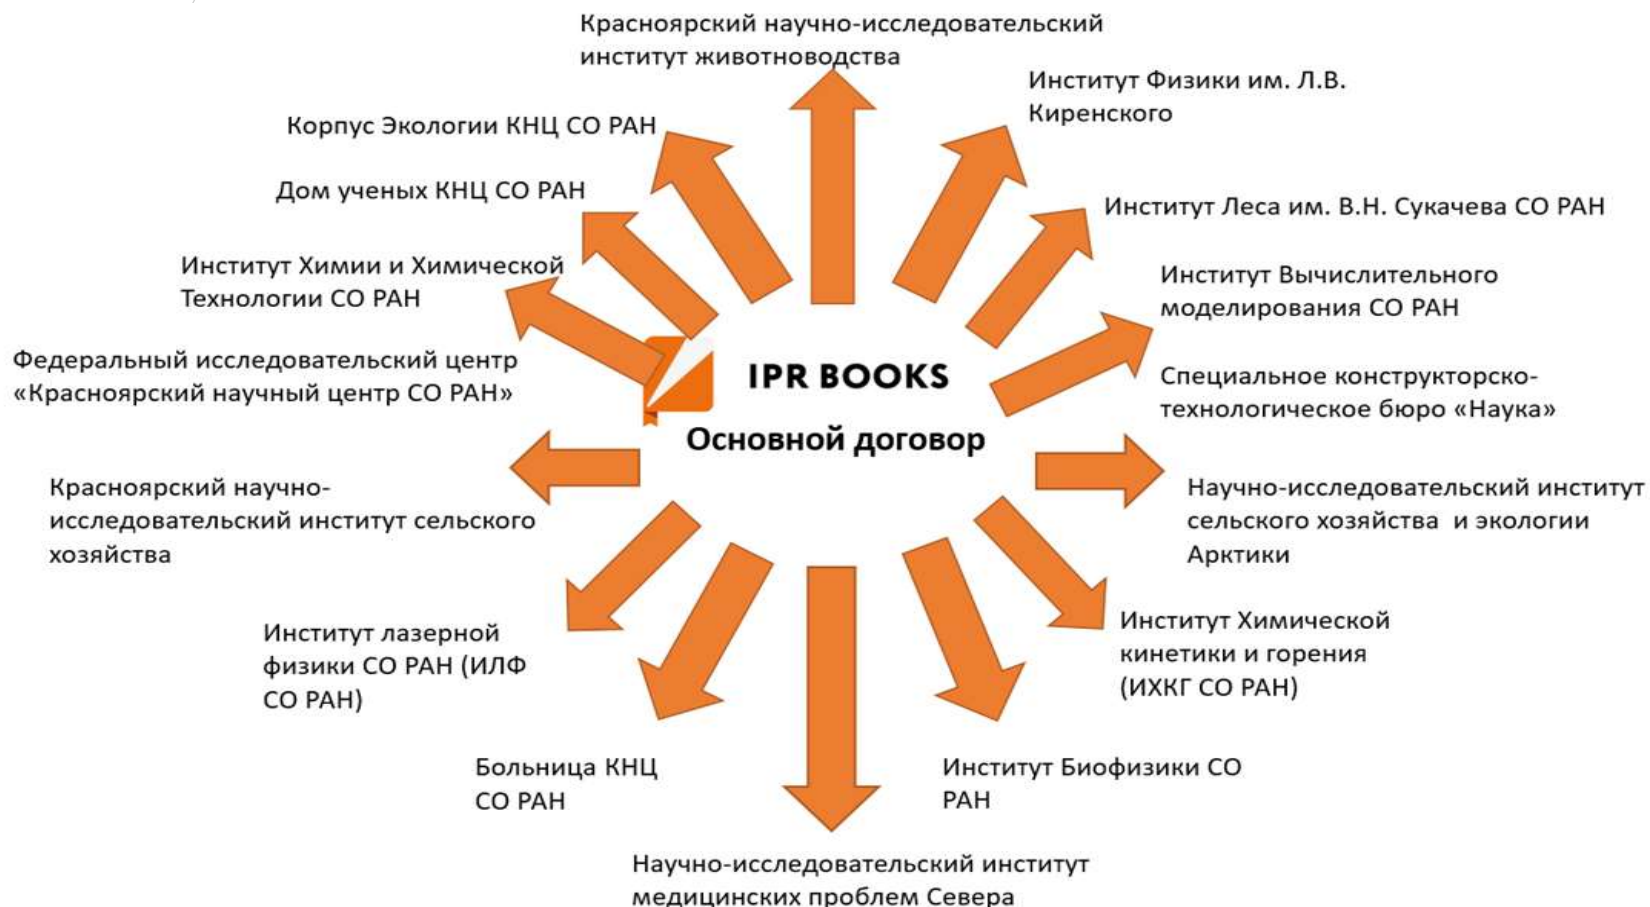 Красноярский научно-исследовательский
институт животноводства
Институт Физики им. Л.В.
Киренского
Корпус Экологии КНЦ СО РАН
Дом ученых КНЦ СО РАН
Институт Леса им. В.Н. Сукачева СО РАН
Институт Химии и Химической
Технологии СО РАН
Институт Вычислительного
моделирования СО РАН
Федеральный исследовательский центр
«Красноярский научный центр СО РАН»
IPR BOOKS
Основной договор
Специальное конструкторско-
технологическое бюро «Наука»
Красноярский научно-
исследовательский институт сельского
хозяйства
Научно-исследовательский институт
сельского хозяйства и экологии
Арктики
Институт лазерной
физики СО РАН (ИЛФ
СО РАН)
Институт Химической
кинетики и горения
(ИХКГ СО РАН)
Больница КНЦ
СО РАН
Институт Биофизики СО
РАН
Научно-исследовательский институт
медицинских проблем Севера